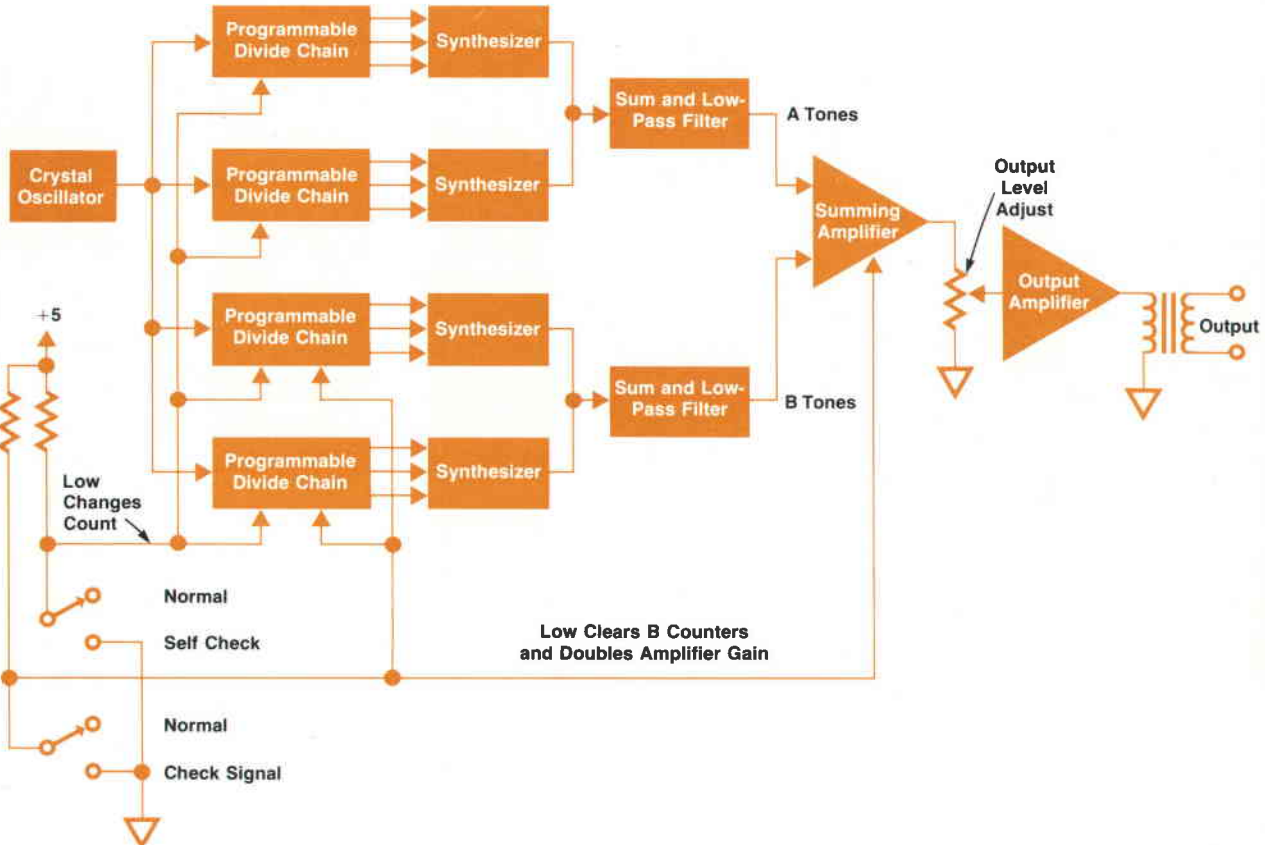 Programmable
Divide Chain
Synthesizer
Sum and Low-
Pass Filter
A Tones
Crystal
Oscillator
Programmable
Divide Chain
Synthesizer
Summing
Amplifier
Output
Level
Adjust
Output
Amplifier
Output
+5
Programmable
Divide Chain
Synthesizer
Sum and Low-
Pass Filter
B Tones
Programmable
Divide Chain
Synthesizer
Low
Changes
Count
Normal
Self Check
Low Clears B Counters
and Doubles Amplifier Gain
Normal
Check Signal